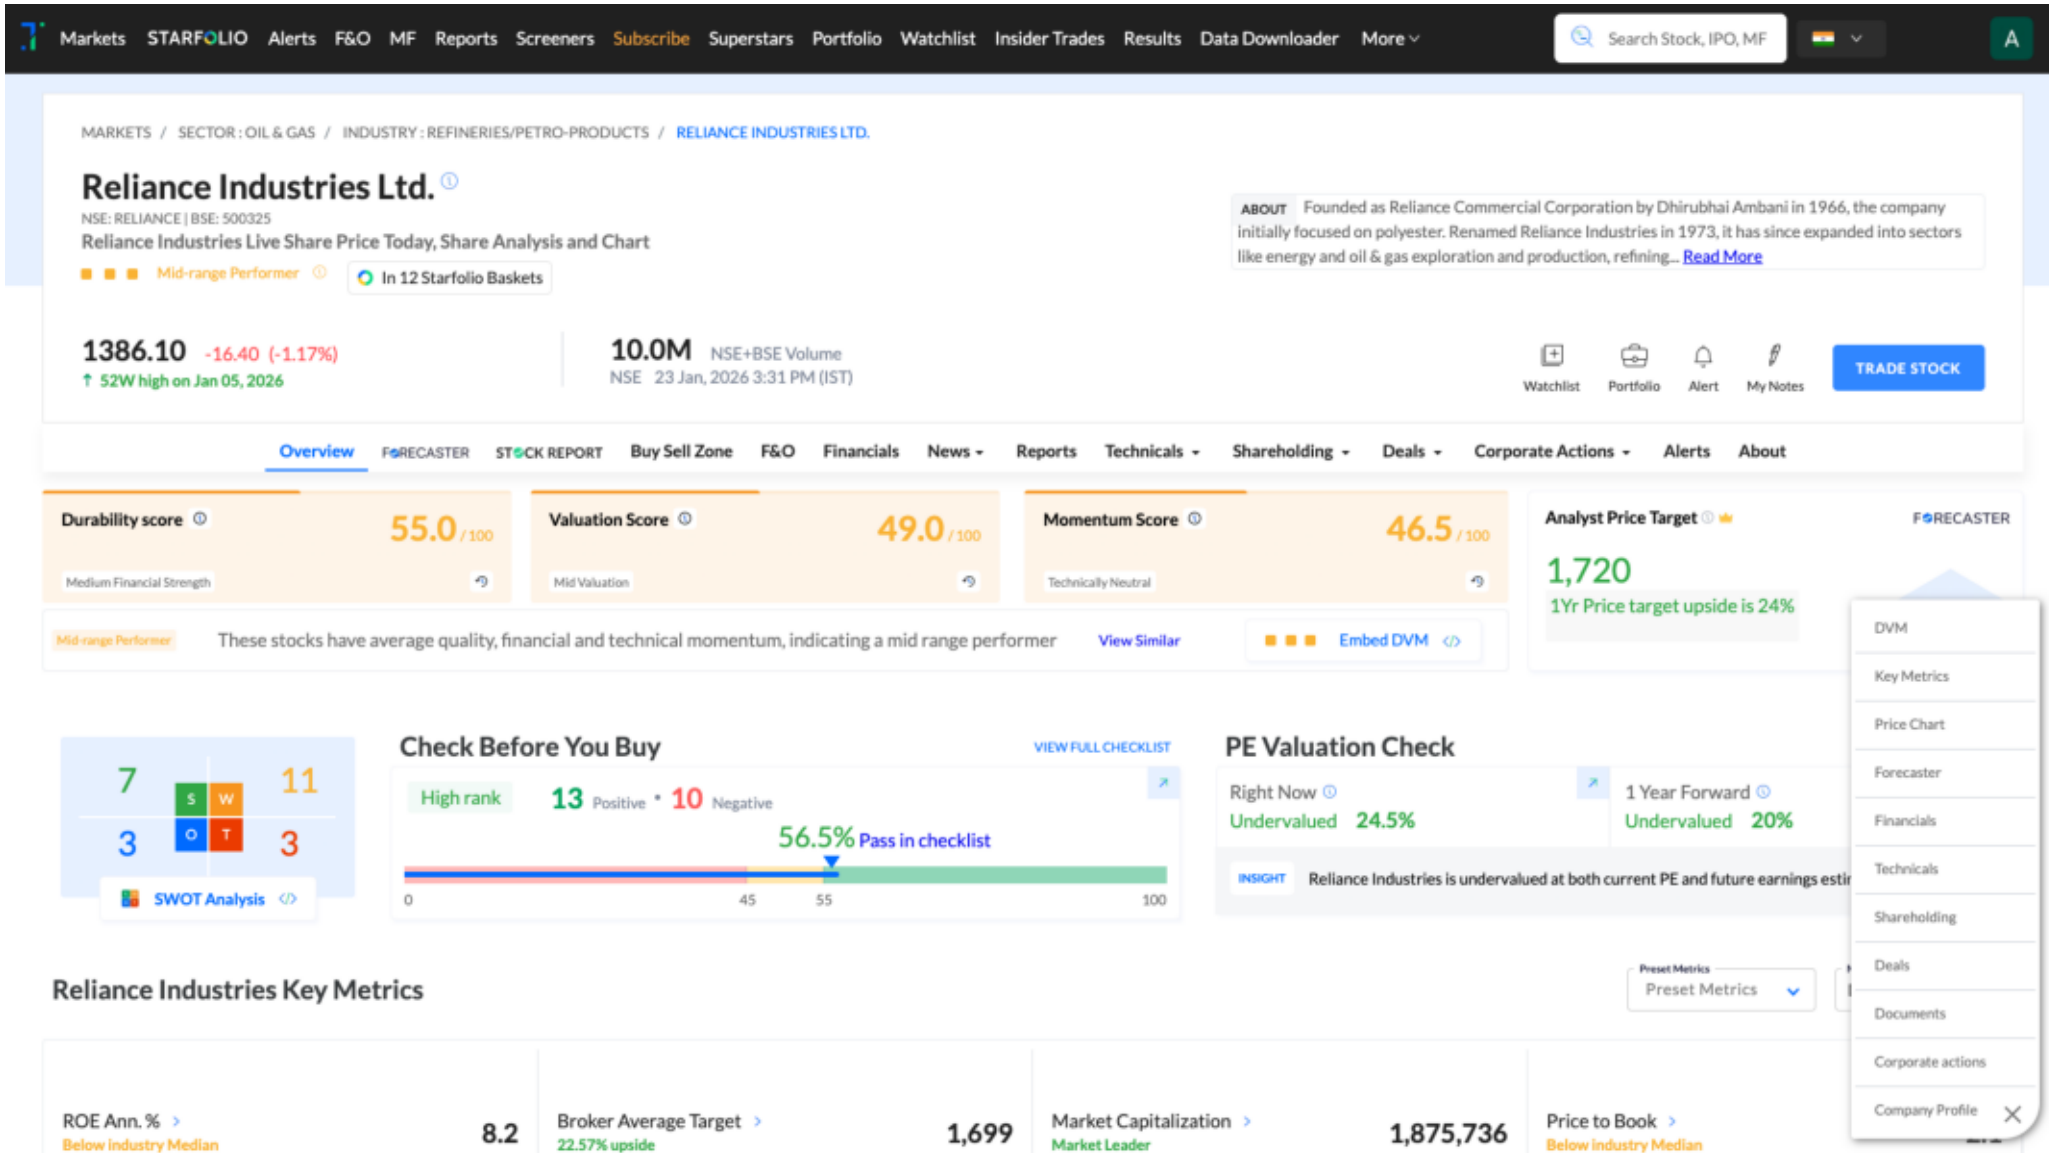 Markets STARFOLIO Alerts F&O MF Reports Screeners Subscribe Superstars Portfolio Watchlist Insider Trades Results Data Downloader More Search Stock, IPO, MF A
MARKETS / SECTOR : OIL & GAS / INDUSTRY : REFINERIES/PETRO-PRODUCTS / RELIANCE INDUSTRIES LTD.
Reliance Industries Ltd.
NSE: RELIANCE | BSE: 500325
Reliance Industries Live Share Price Today, Share Analysis and Chart
Mid-range Performer In 12 Starfolio Baskets
ABOUT Founded as Reliance Commercial Corporation by Dhirubhai Ambani in 1966, the company
initially focused on polyester. Renamed Reliance Industries in 1973, it has since expanded into sectors
like energy and oil & gas exploration and production, refining... Read More
1386.10 -16.40 (-1.17%)
52W high on Jan 05, 2026
10.0M NSE+BSE Volume
NSE 23 Jan, 2026 3:31 PM (IST)
Watchlist Portfolio Alert My Notes TRADE STOCK
Overview FORECASTER STOCK REPORT Buy Sell Zone F&O Financials News Reports Technicals Shareholding Deals Corporate Actions Alerts About
Durability score 55.0 / 100
Medium Financial Strength
Valuation Score 49.0 / 100
Mid Valuation
Momentum Score 46.5 / 100
Technically Neutral
Analyst Price Target FORECASTER
1,720
1Yr Price target upside is 24%
Mid-range Performer These stocks have average quality, financial and technical momentum, indicating a mid range performer View Similar Embed DVM </>
7 11
S W
O T
3 3
SWOT Analysis </>
Check Before You Buy VIEW FULL CHECKLIST
High rank 13 Positive • 10 Negative
56.5% Pass in checklist
0 45 55 100
PE Valuation Check
Right Now
Undervalued 24.5%
1 Year Forward
Undervalued 20%
INSIGHT Reliance Industries is undervalued at both current PE and future earnings
Reliance Industries Key Metrics
Preset Metrics
Preset Metrics
ROE Ann. % 8.2
Below industry Median
Broker Average Target 1,699
22.57% upside
Market Capitalization 1,875,736
Market Leader
Price to Book
Below industry Median
DVM
Key Metrics
Price Chart
Forecaster
Financials
Technicals
Shareholding
Deals
Documents
Corporate actions
Company Profile